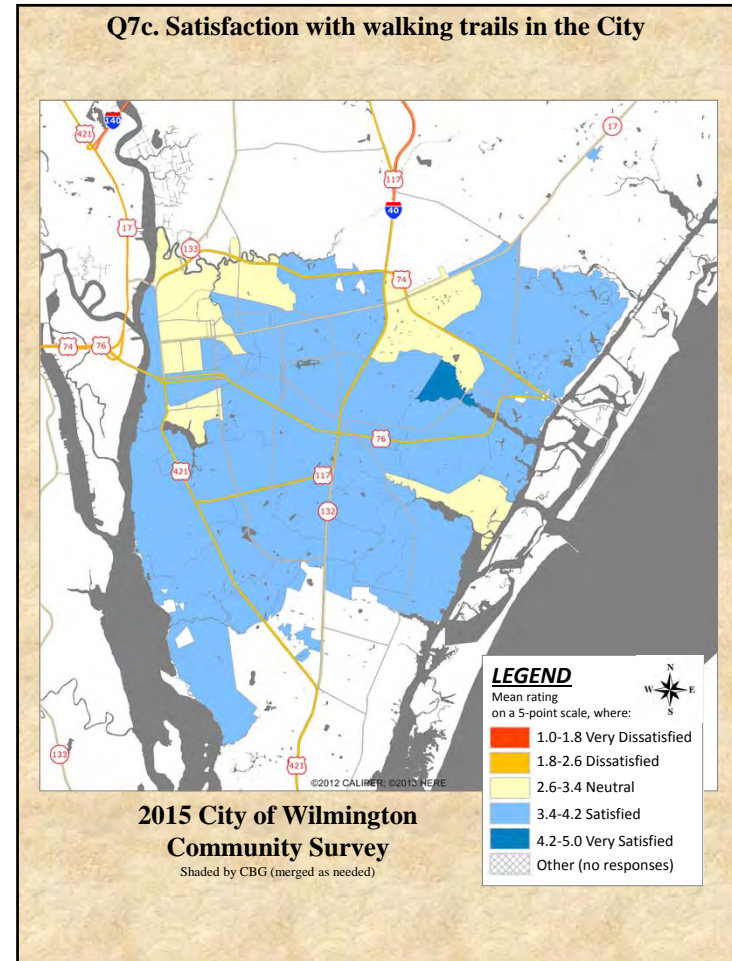 Q7c. Satisfaction with walking trails in the City
140
421
17
117
40
17
133
74
74
76
76
421
117
132
133
421
©2012 CALIPER; ©2013 HERE
LEGEND
Mean rating
on a 5-point scale, where:
N
W E
S
1.0-1.8 Very Dissatisfied
1.8-2.6 Dissatisfied
2.6-3.4 Neutral
3.4-4.2 Satisfied
4.2-5.0 Very Satisfied
Other (no responses)
2015 City of Wilmington
Community Survey
Shaded by CBG (merged as needed)